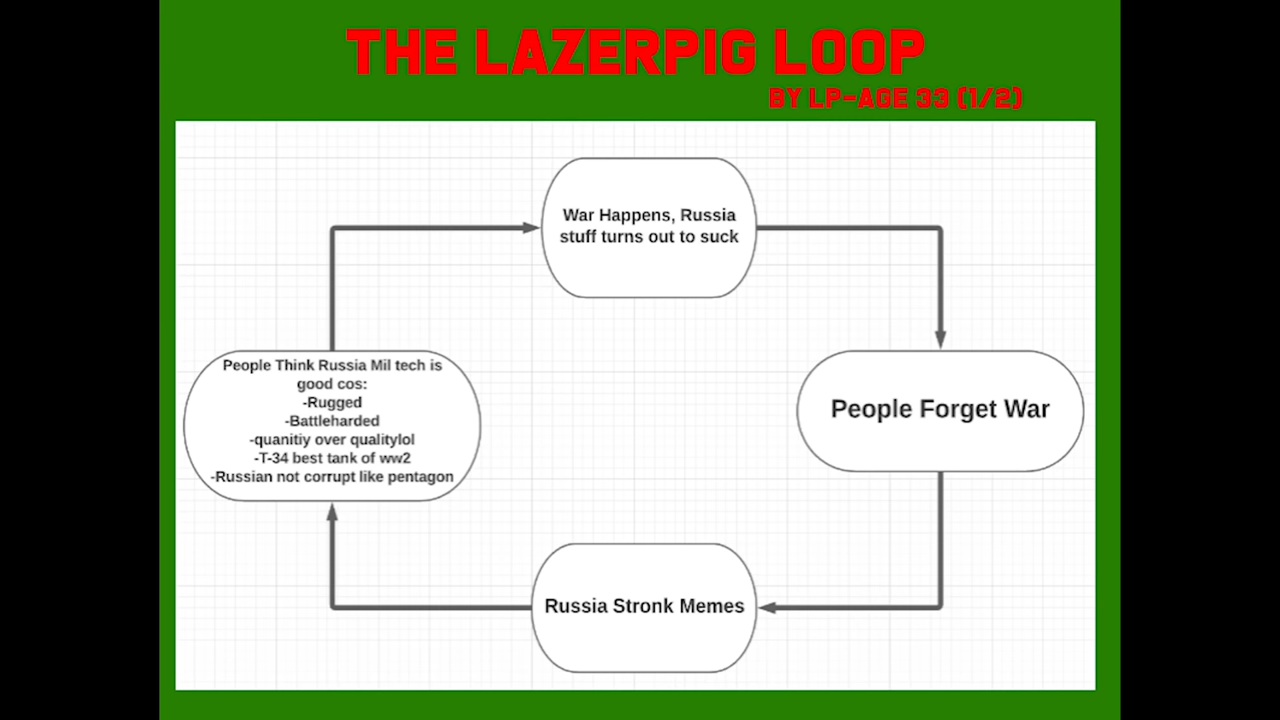 THE LAZERPIG LOOP
BY LP-AGE 33 (1/2)
War Happens, Russia
stuff turns out to suck
People Think Russia Mil tech is
good cos:
-Rugged
-Battleharded
-quanitiy over qualitylol
-T-34 best tank of ww2
-Russian not corrupt like pentagon
People Forget War
Russia Stronk Memes